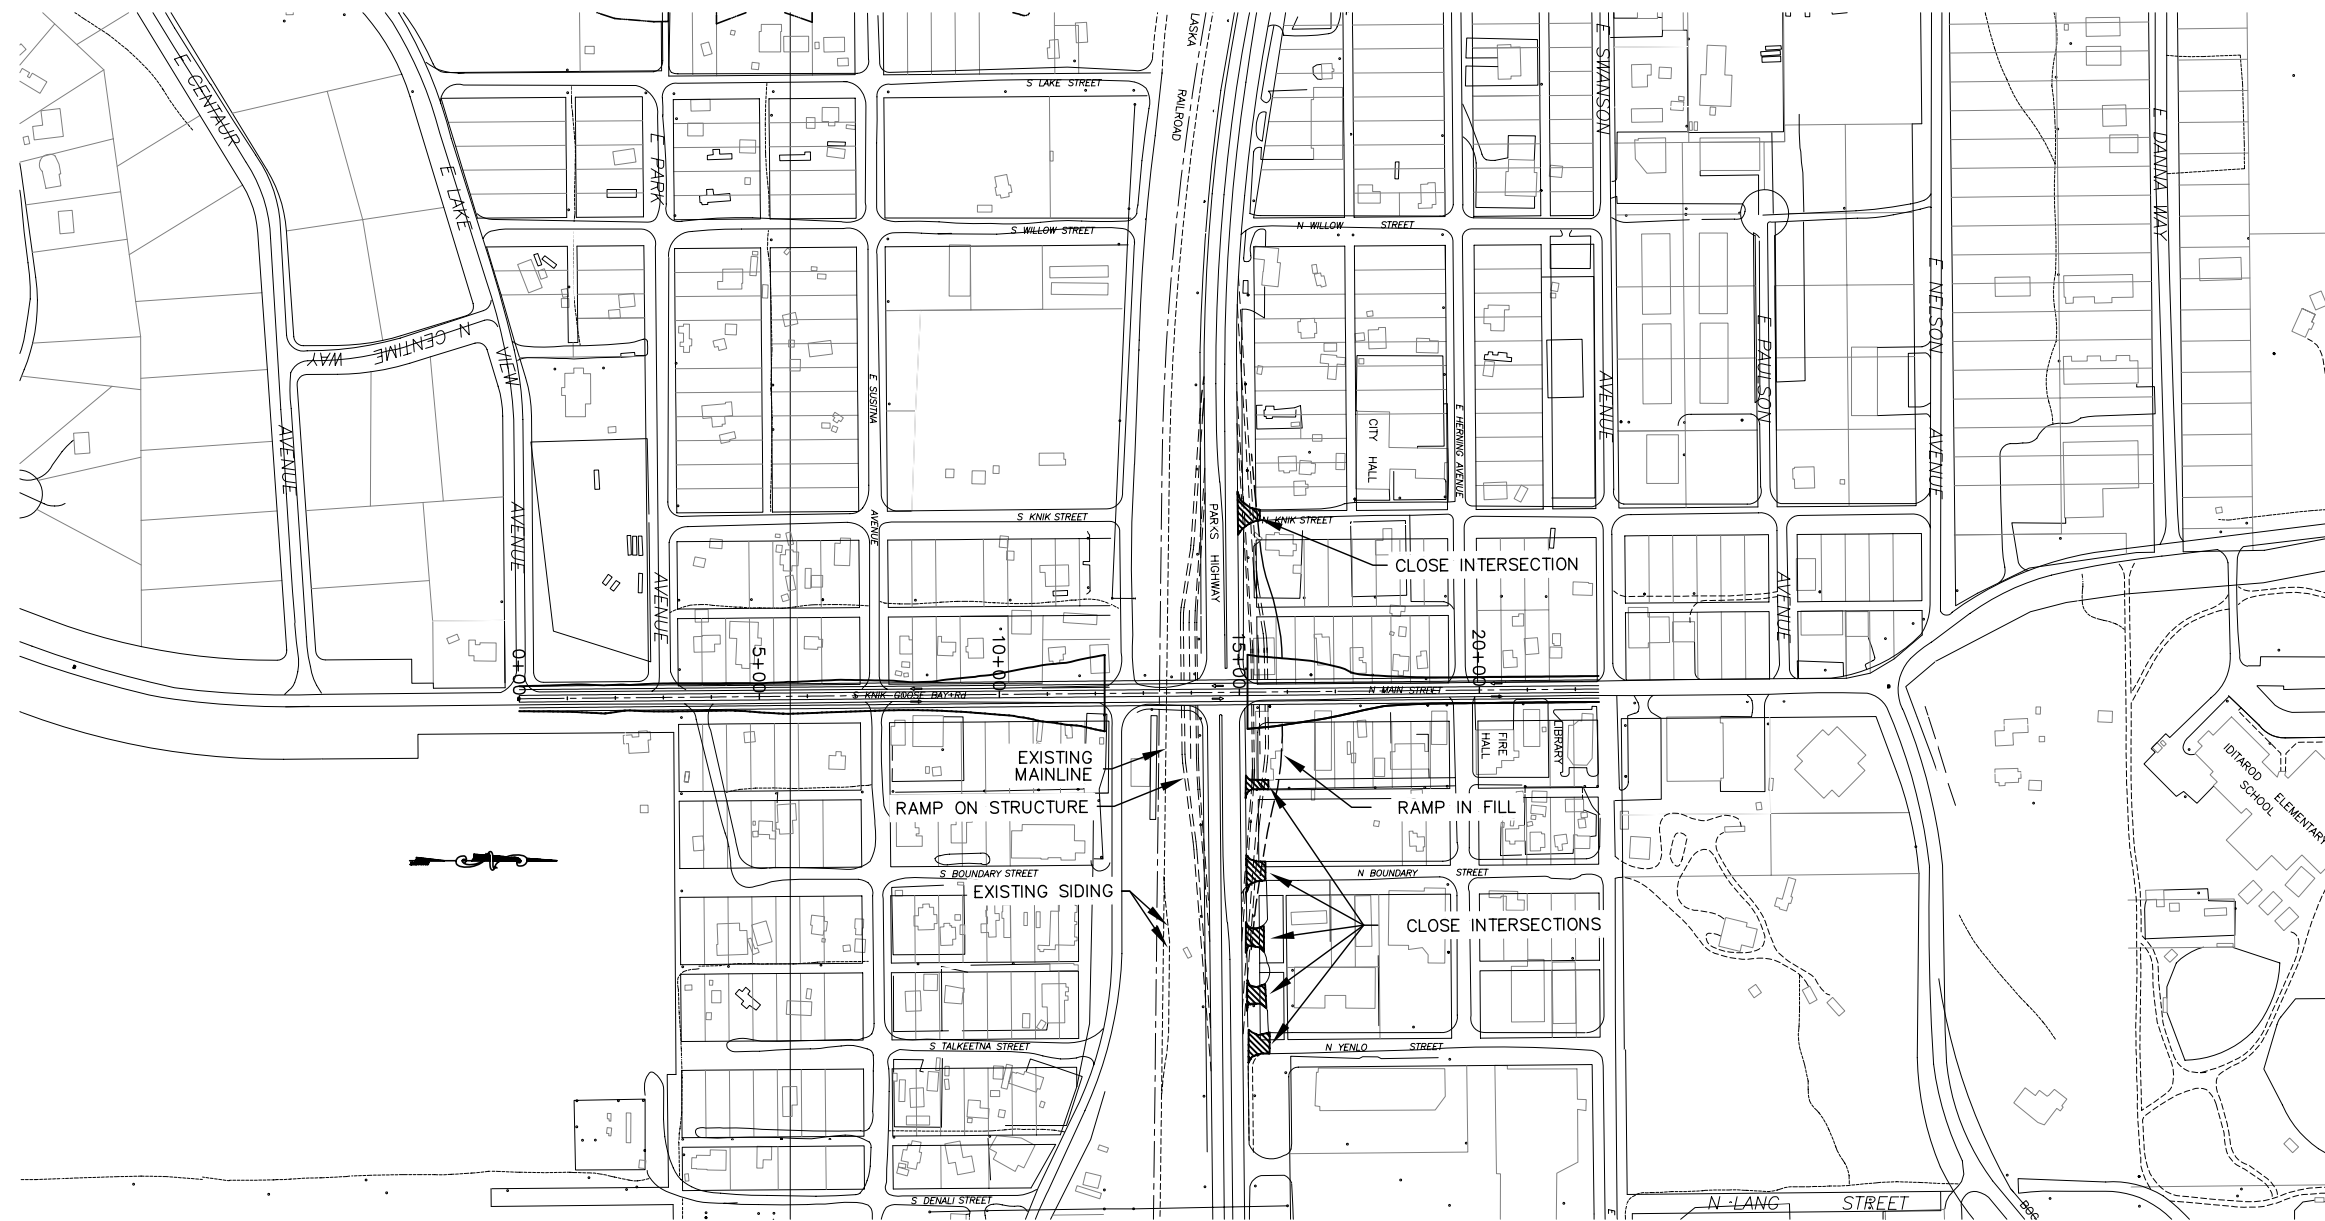 E CENTAUR
AVENUE
E LAKE
VIEW
AVENUE
N CENTIME WAY
E PARK
AVENUE
S LAKE STREET
S WILLOW STREET
E SUSITNA
AVENUE
S KNIK STREET
LASKA
RAILROAD
PARKS HIGHWAY
N WILLOW STREET
CITY HALL
E HERNING AVENUE
N KNIK STREET
E SWANSON
AVENUE
E PAULSON
AVENUE
E NELSON
AVENUE
E DANNA WAY
CLOSE INTERSECTION
0+00
5+00
10+00
15+00
20+00
S KNIK GOOSE BAY Rd
N MAIN STREET
EXISTING
MAINLINE
RAMP ON STRUCTURE
RAMP IN FILL
FIRE
HALL
LIBRARY
IDITAROD
ELEMENTARY
SCHOOL
S BOUNDARY STREET
N BOUNDARY STREET
EXISTING SIDING
CLOSE INTERSECTIONS
S TALKEETNA STREET
N YENLO STREET
S DENALI STREET
N LANG STREET
E
BOG